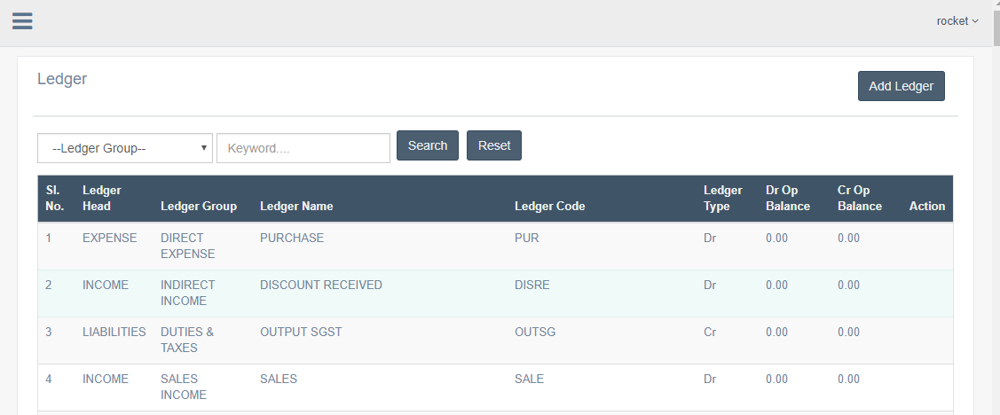 rocket
Ledger
Add Ledger
--Ledger Group-- Keyword.... Search Reset
Sl. No. Ledger Head Ledger Group Ledger Name Ledger Code Ledger Type Dr Op Balance Cr Op Balance Action
1 EXPENSE DIRECT EXPENSE PURCHASE PUR Dr 0.00 0.00
2 INCOME INDIRECT INCOME DISCOUNT RECEIVED DISRE Dr 0.00 0.00
3 LIABILITIES DUTIES & TAXES OUTPUT SGST OUTSG Cr 0.00 0.00
4 INCOME SALES INCOME SALES SALE Dr 0.00 0.00